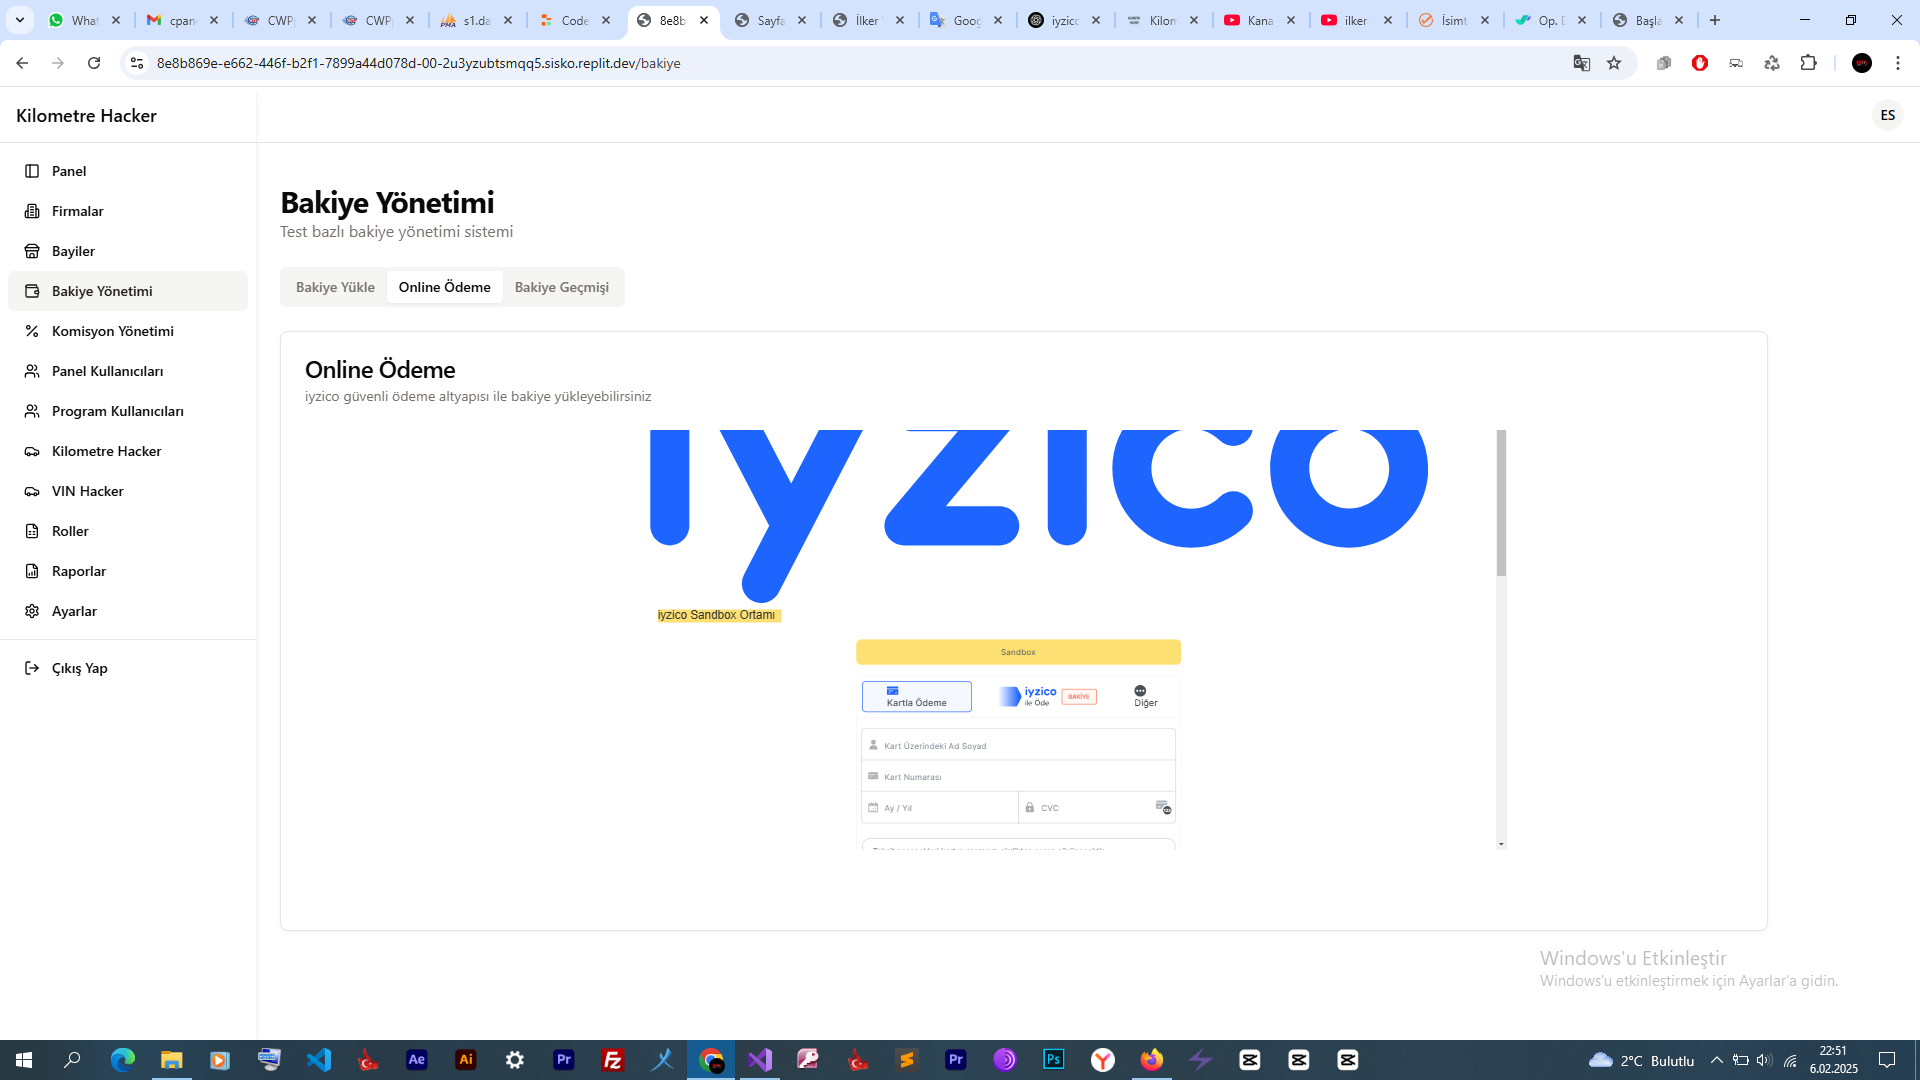 What
cpan
CWP
CWP
s1.da
Code
8e8b
Sayfa
İlker
Goog
iyzico
Kilom
Kana
ilker
İsimt
Op. D
Başla
8e8b869e-e662-446f-b2f1-7899a44d078d-00-2u3yzubtsmqq5.sisko.replit.dev/bakiye
Kilometre Hacker
ES
Panel
Firmalar
Bayiler
Bakiye Yönetimi
Komisyon Yönetimi
Panel Kullanıcıları
Program Kullanıcıları
Kilometre Hacker
VIN Hacker
Roller
Raporlar
Ayarlar
Çıkış Yap
Bakiye Yönetimi
Test bazlı bakiye yönetimi sistemi
Bakiye Yükle Online Ödeme Bakiye Geçmişi
Online Ödeme
iyzico güvenli ödeme altyapısı ile bakiye yükleyebilirsiniz
iyzico
iyzico Sandbox Ortamı
Sandbox
Kartla Ödeme
iyzico ile Öde BAKİYE
Diğer
Kart Üzerindeki Ad Soyad
Kart Numarası
Ay / Yıl
CVC
Windows'u Etkinleştir
Windows'u etkinleştirmek için Ayarlar'a gidin.
2°C Bulutlu
22:51
6.02.2025